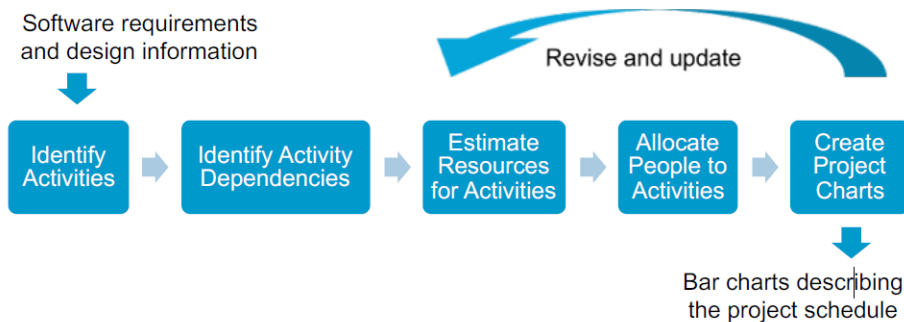 Software requirements
and design information
Revise and update
Identify
Activities
Identify Activity
Dependencies
Estimate
Resources
for Activities
Allocate
People to
Activities
Create
Project
Charts
Bar charts describing
the project schedule